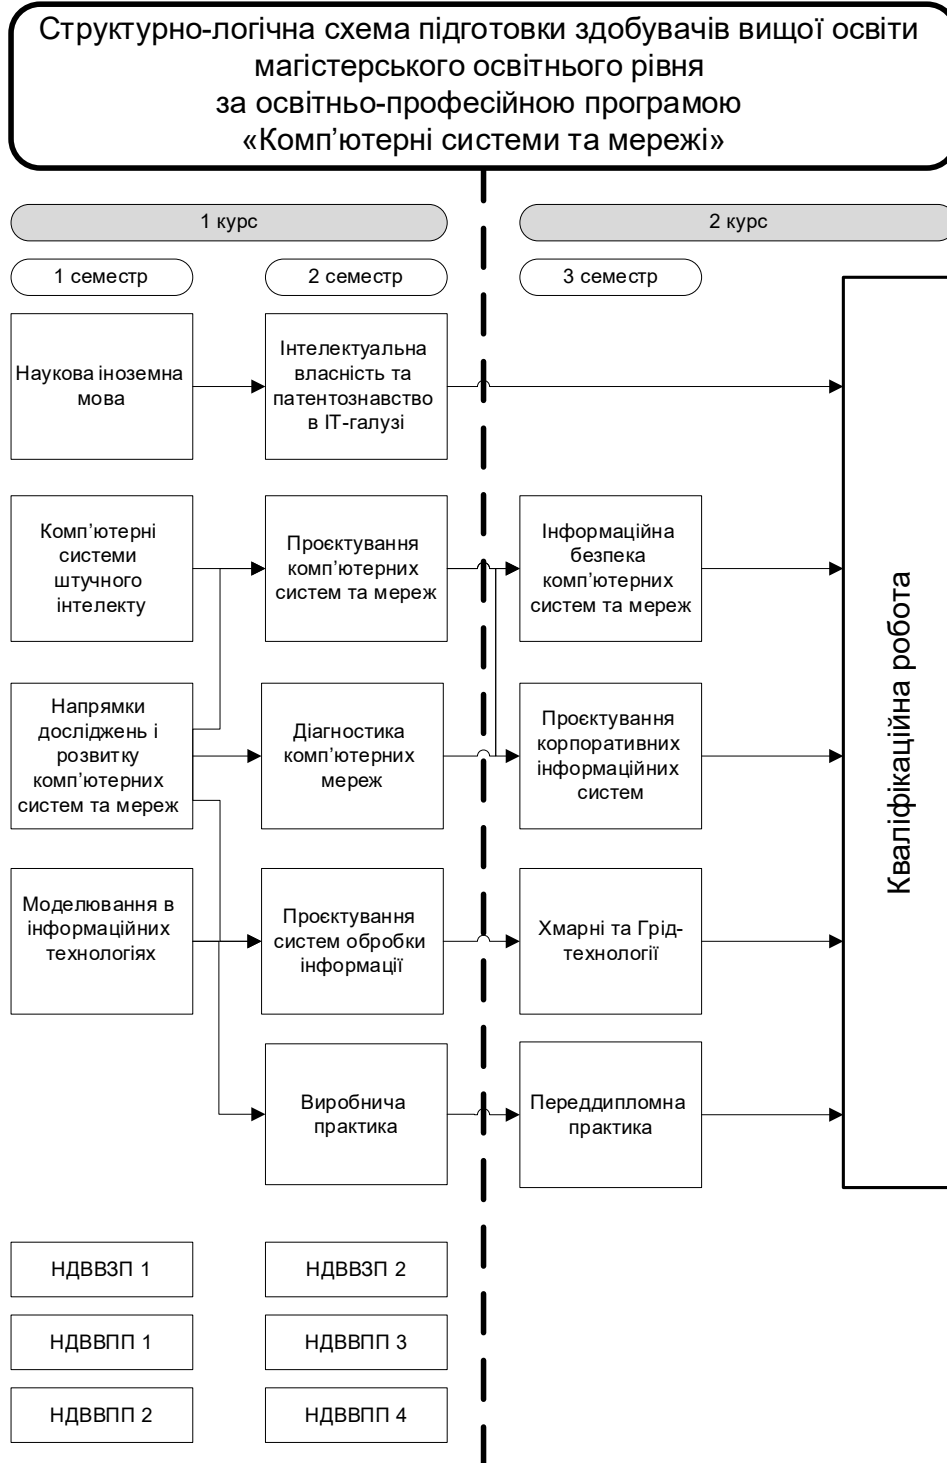 Структурно-логічна схема підготовки здобувачів вищої освіти
магістерського освітнього рівня
за освітньо-професійною програмою
«Комп’ютерні системи та мережі»
1 курс
2 курс
1 семестр
2 семестр
3 семестр
Наукова іноземна
мова
Інтелектуальна
власність та
патентознавство
в ІТ-галузі
Комп’ютерні
системи
штучного
інтелекту
Проєктування
комп’ютерних
систем та мереж
Інформаційна
безпека
комп’ютерних
систем та мереж
Напрямки
досліджень і
розвитку
комп’ютерних
систем та мереж
Діагностика
комп’ютерних
мереж
Проєктування
корпоративних
інформаційних
систем
Моделювання в
інформаційних
технологіях
Проєктування
систем обробки
інформації
Хмарні та Грід-
технології
Виробнича
практика
Переддипломна
практика
Кваліфікаційна робота
НДВВЗП 1
НДВВЗП 2
НДВВПП 1
НДВВПП 3
НДВВПП 2
НДВВПП 4